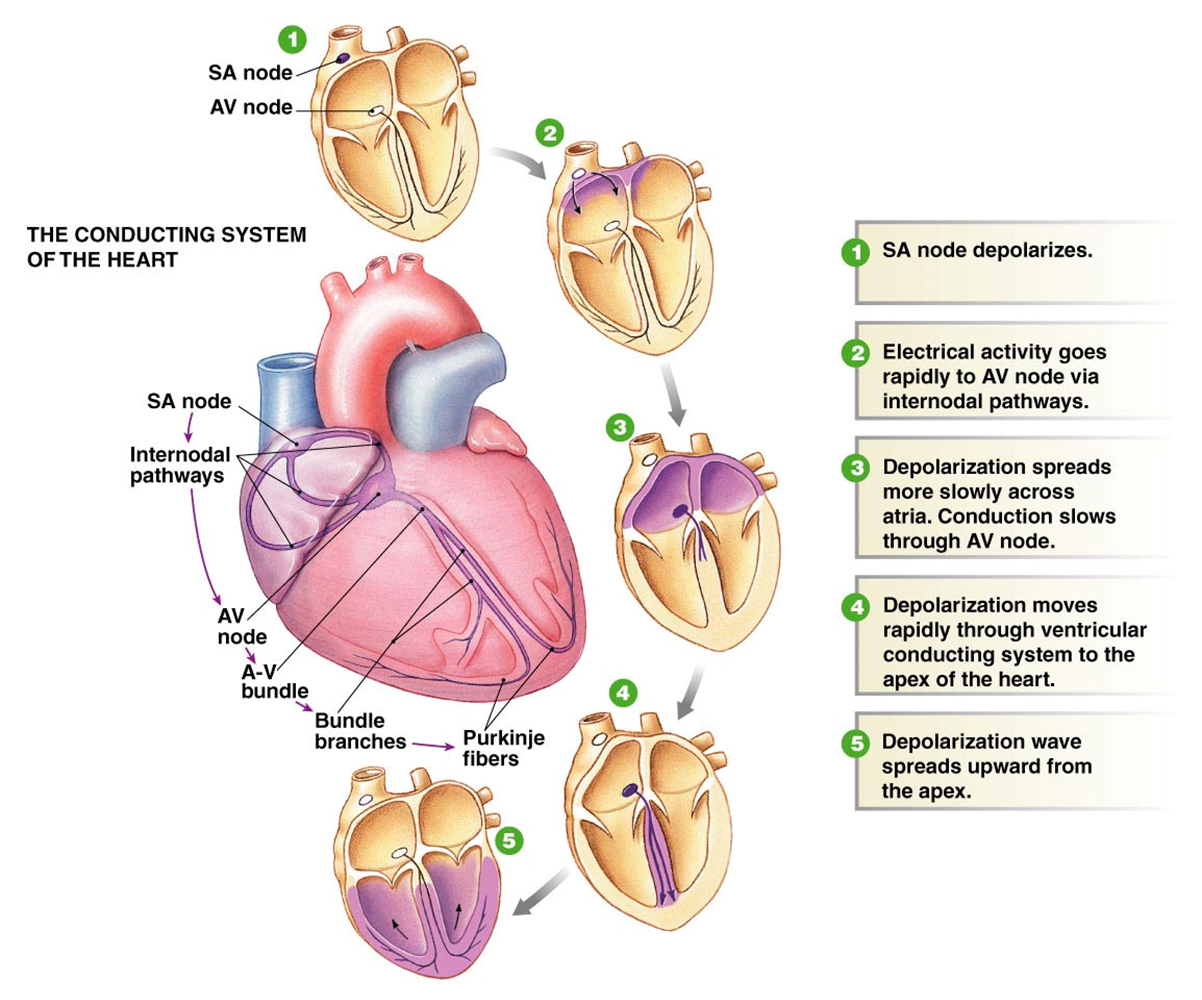 1
SA node
AV node
2
THE CONDUCTING SYSTEM
OF THE HEART
SA node
Internodal
pathways
AV
node
A-V
bundle
Bundle
branches
Purkinje
fibers
3
4
5
1 SA node depolarizes.
2 Electrical activity goes
rapidly to AV node via
internodal pathways.
3 Depolarization spreads
more slowly across
atria. Conduction slows
through AV node.
4 Depolarization moves
rapidly through ventricular
conducting system to the
apex of the heart.
5 Depolarization wave
spreads upward from
the apex.